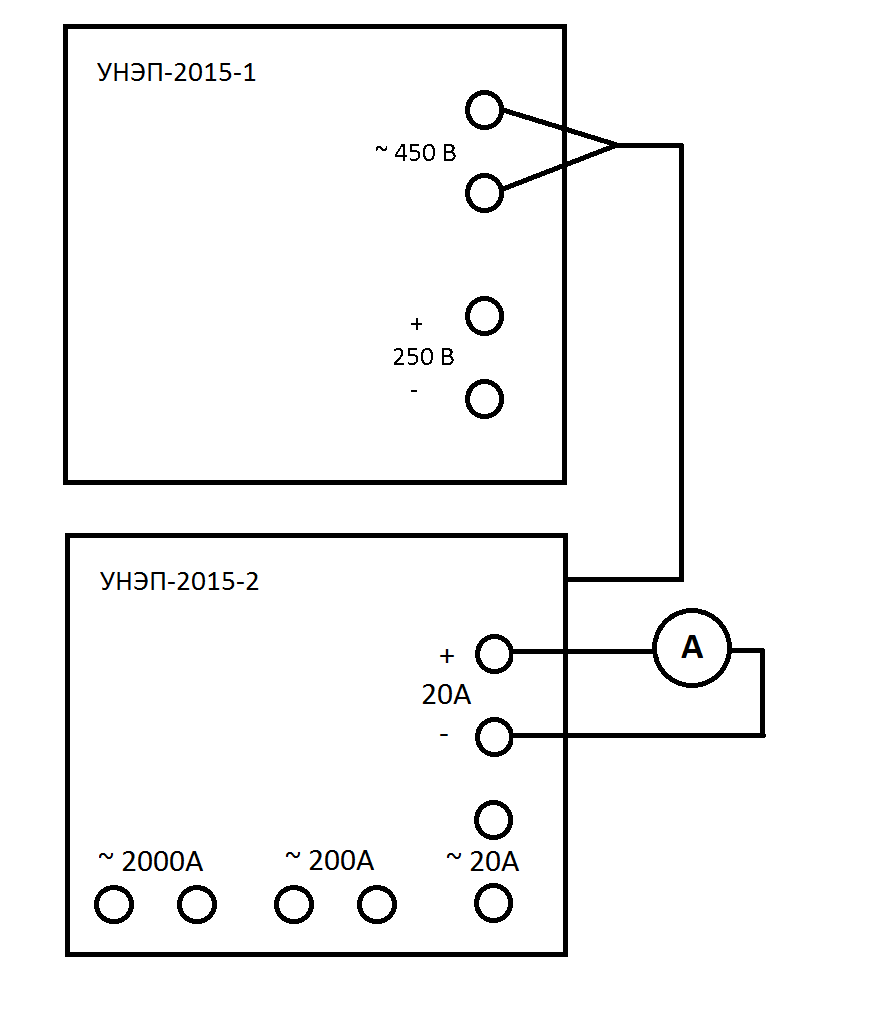 УНЭП-2015-1
~ 450 В
+
250 В
-
УНЭП-2015-2
+
A
20А
-
~ 2000А
~ 200А
~ 20А